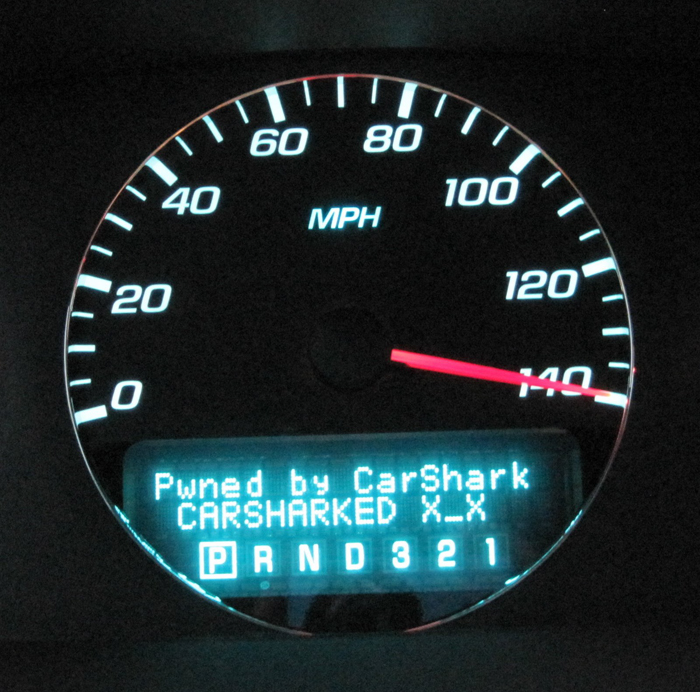 60 80
40 100
MPH
20 120
0 140
Pwned by CarShark
CARSHARKED X_X
P R N D 3 2 1